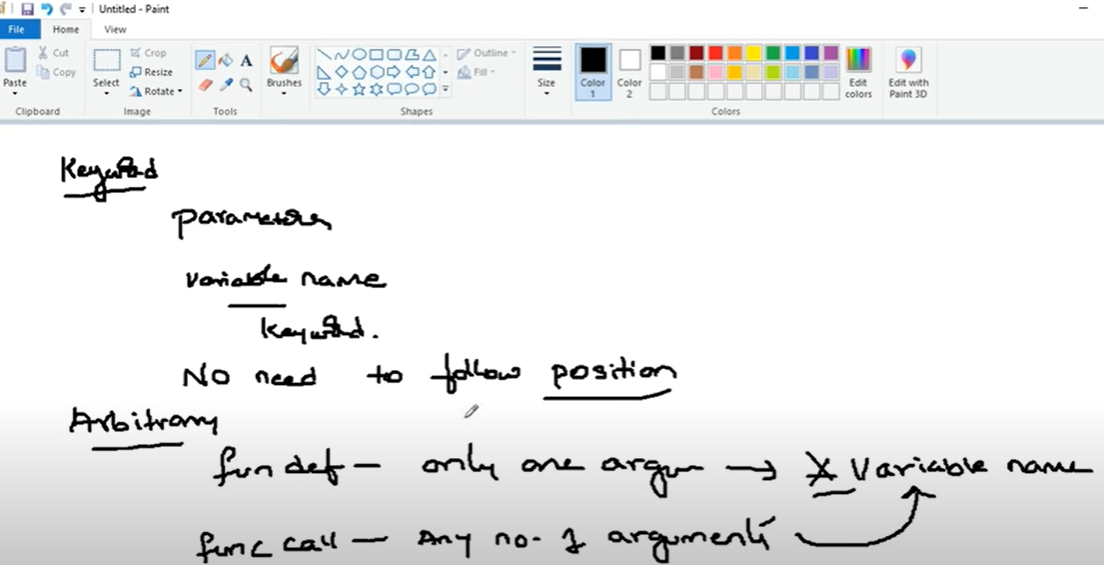 Untitled - Paint
File Home View
Paste Cut Copy Clipboard
Select Crop Resize Rotate Image
Tools
Brushes
Outline Fill Shapes
Size
Color 1 Color 2 Colors
Edit colors
Edit with Paint 3D
Keyword
parameters
variable name
keyword.
No need to follow position
Arbitrary
fun def - only one argum → * Variable name
func call - Any no. of arguments